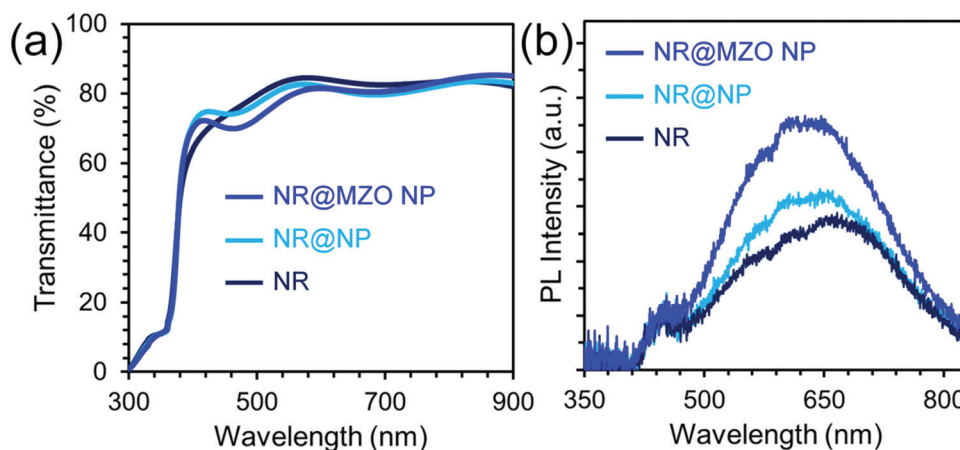 (a)
100
80
60
40
20
0
Transmittance (%)
NR@MZO NP
NR@NP
NR
300
500
700
900
Wavelength (nm)
(b)
NR@MZO NP
NR@NP
NR
PL Intensity (a.u.)
350
500
650
800
Wavelength (nm)